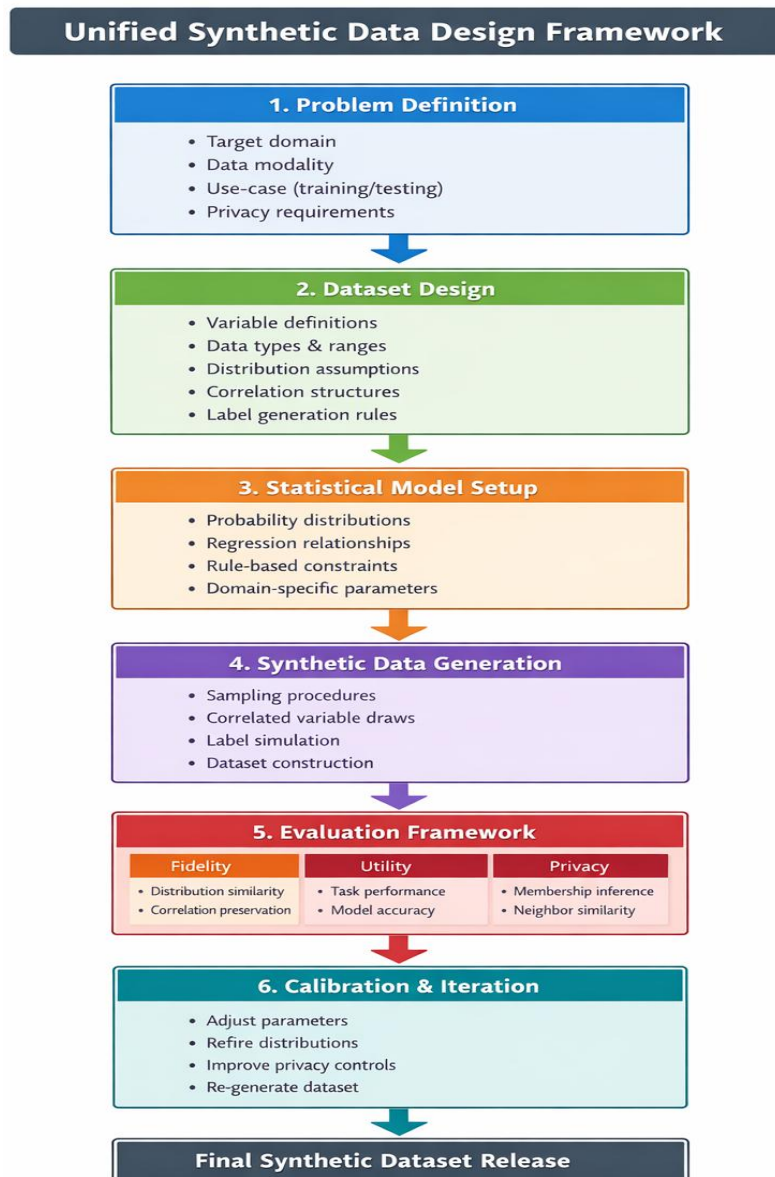 Unified Synthetic Data Design Framework
1. Problem Definition
• Target domain
• Data modality
• Use-case (training/testing)
• Privacy requirements
2. Dataset Design
• Variable definitions
• Data types & ranges
• Distribution assumptions
• Correlation structures
• Label generation rules
3. Statistical Model Setup
• Probability distributions
• Regression relationships
• Rule-based constraints
• Domain-specific parameters
4. Synthetic Data Generation
• Sampling procedures
• Correlated variable draws
• Label simulation
• Dataset construction
5. Evaluation Framework
Fidelity
• Distribution similarity
• Correlation preservation
Utility
• Task performance
• Model accuracy
Privacy
• Membership inference
• Neighbor similarity
6. Calibration & Iteration
• Adjust parameters
• Refire distributions
• Improve privacy controls
• Re-generate dataset
Final Synthetic Dataset Release